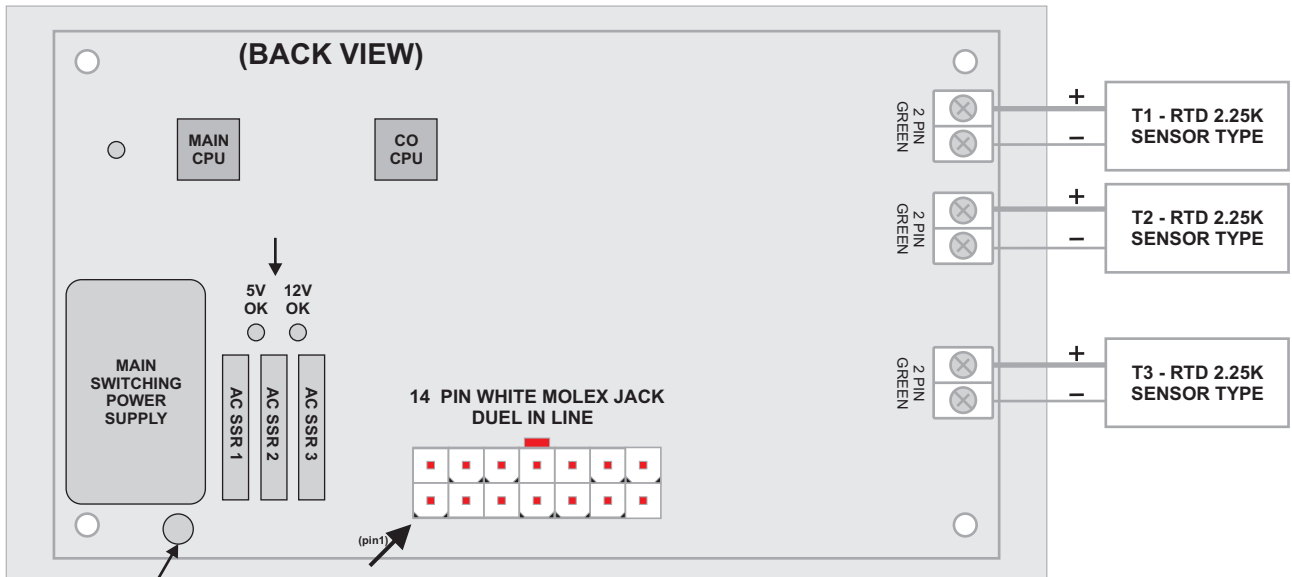 (BACK VIEW)
MAIN
CPU
CO
CPU
2 PIN
GREEN
+
–
T1 - RTD 2.25K
SENSOR TYPE
2 PIN
GREEN
+
–
T2 - RTD 2.25K
SENSOR TYPE
5V
OK
12V
OK
MAIN
SWITCHING
POWER
SUPPLY
AC SSR 1
AC SSR 2
AC SSR 3
14 PIN WHITE MOLEX JACK
DUEL IN LINE
(pin1)
2 PIN
GREEN
+
–
T3 - RTD 2.25K
SENSOR TYPE